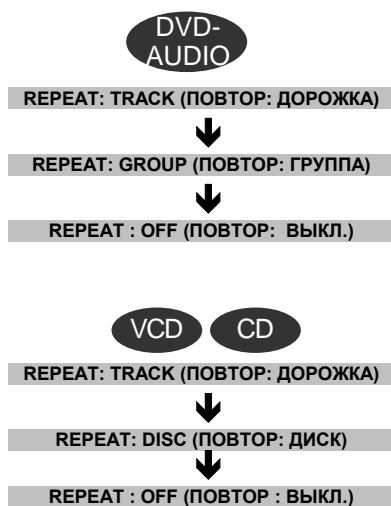 DVD-
AUDIO
REPEAT: TRACK (ПОВТОР: ДОРОЖКА)
REPEAT: GROUP (ПОВТОР: ГРУППА)
REPEAT : OFF (ПОВТОР: ВЫКЛ.)
VCD CD
REPEAT: TRACK (ПОВТОР: ДОРОЖКА)
REPEAT: DISC (ПОВТОР: ДИСК)
REPEAT : OFF (ПОВТОР : ВЫКЛ.)